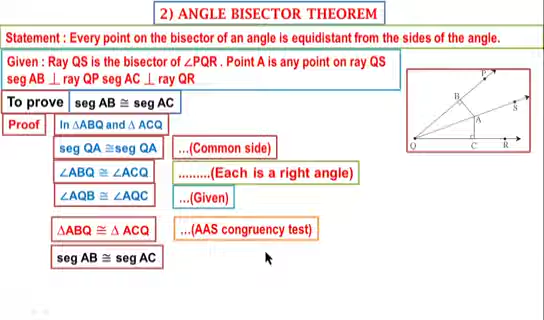 2) ANGLE BISECTOR THEOREM
Statement : Every point on the bisector of an angle is equidistant from the sides of the angle.
Given : Ray QS is the bisector of ∠PQR . Point A is any point on ray QS
seg AB ⊥ ray QP seg AC ⊥ ray QR
To prove seg AB ≅ seg AC
Proof In ΔABQ and Δ ACQ
seg QA ≅seg QA ...(Common side)
∠ABQ ≅ ∠ACQ .........(Each is a right angle)
∠AQB ≅ ∠AQC ...(Given)
ΔABQ ≅ Δ ACQ ...(AAS congruency test)
seg AB ≅ seg AC
P
B
S
A
Q C R